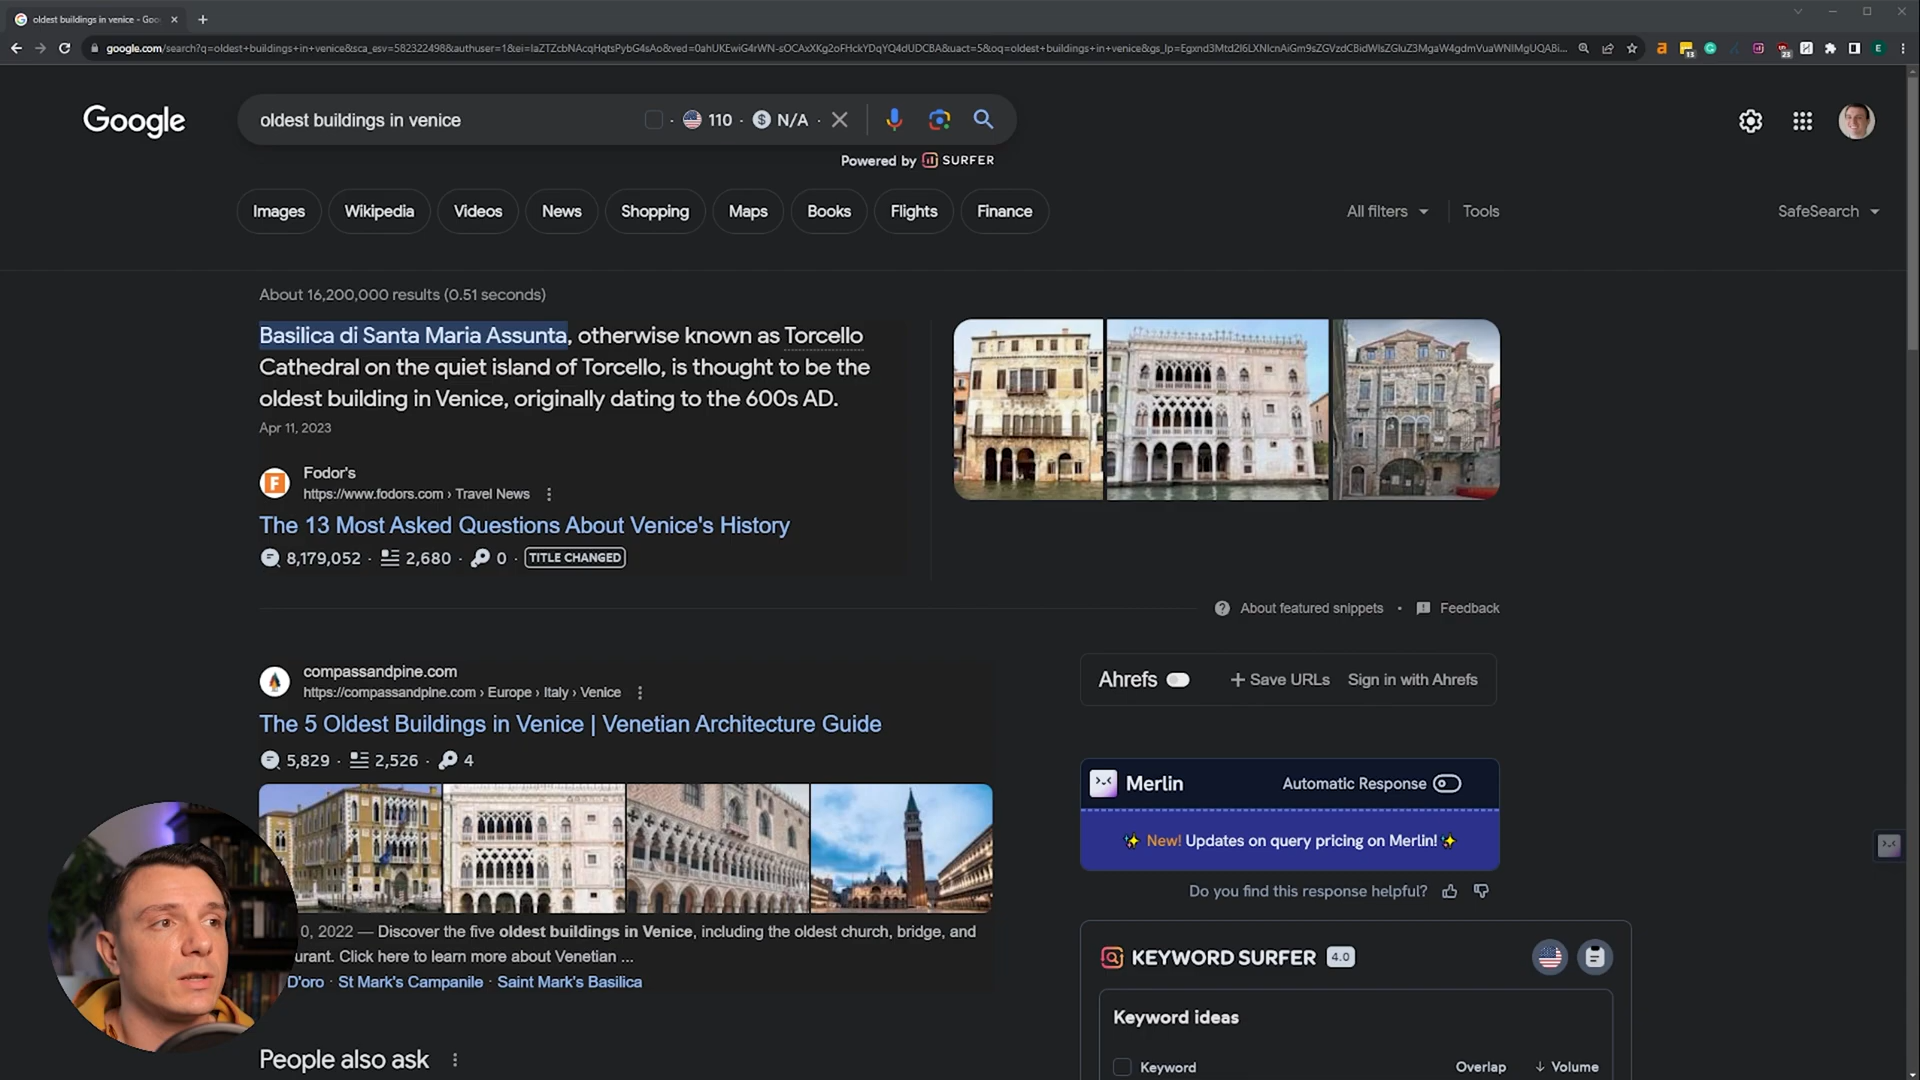 oldest buildings in venice - Goo
google.com/search?q=oldest+buildings+in+venice&sca_esv=582322498&authuser=1&ei=
13
23
E
Google
oldest buildings in venice
110 · N/A ·
Powered by SURFER
Images
Wikipedia
Videos
News
Shopping
Maps
Books
Flights
Finance
All filters
Tools
SafeSearch
About 16,200,000 results (0.51 seconds)
Basilica di Santa Maria Assunta, otherwise known as Torcello
Cathedral on the quiet island of Torcello, is thought to be the
oldest building in Venice, originally dating to the 600s AD.
Apr 11, 2023
Fodor's
https://www.fodors.com › Travel News
The 13 Most Asked Questions About Venice's History
8,179,052 · 2,680 · 0 · TITLE CHANGED
About featured snippets • Feedback
compassandpine.com
https://compassandpine.com › Europe › Italy › Venice
The 5 Oldest Buildings in Venice | Venetian Architecture Guide
5,829 · 2,526 · 4
0, 2022 — Discover the five oldest buildings in Venice, including the oldest church, bridge, and
urant. Click here to learn more about Venetian ...
D'oro · St Mark's Campanile · Saint Mark's Basilica
People also ask
Ahrefs
+ Save URLs
Sign in with Ahrefs
Merlin
Automatic Response
New! Updates on query pricing on Merlin!
Do you find this response helpful?
KEYWORD SURFER 4.0
Keyword ideas
Keyword
Overlap
↓ Volume